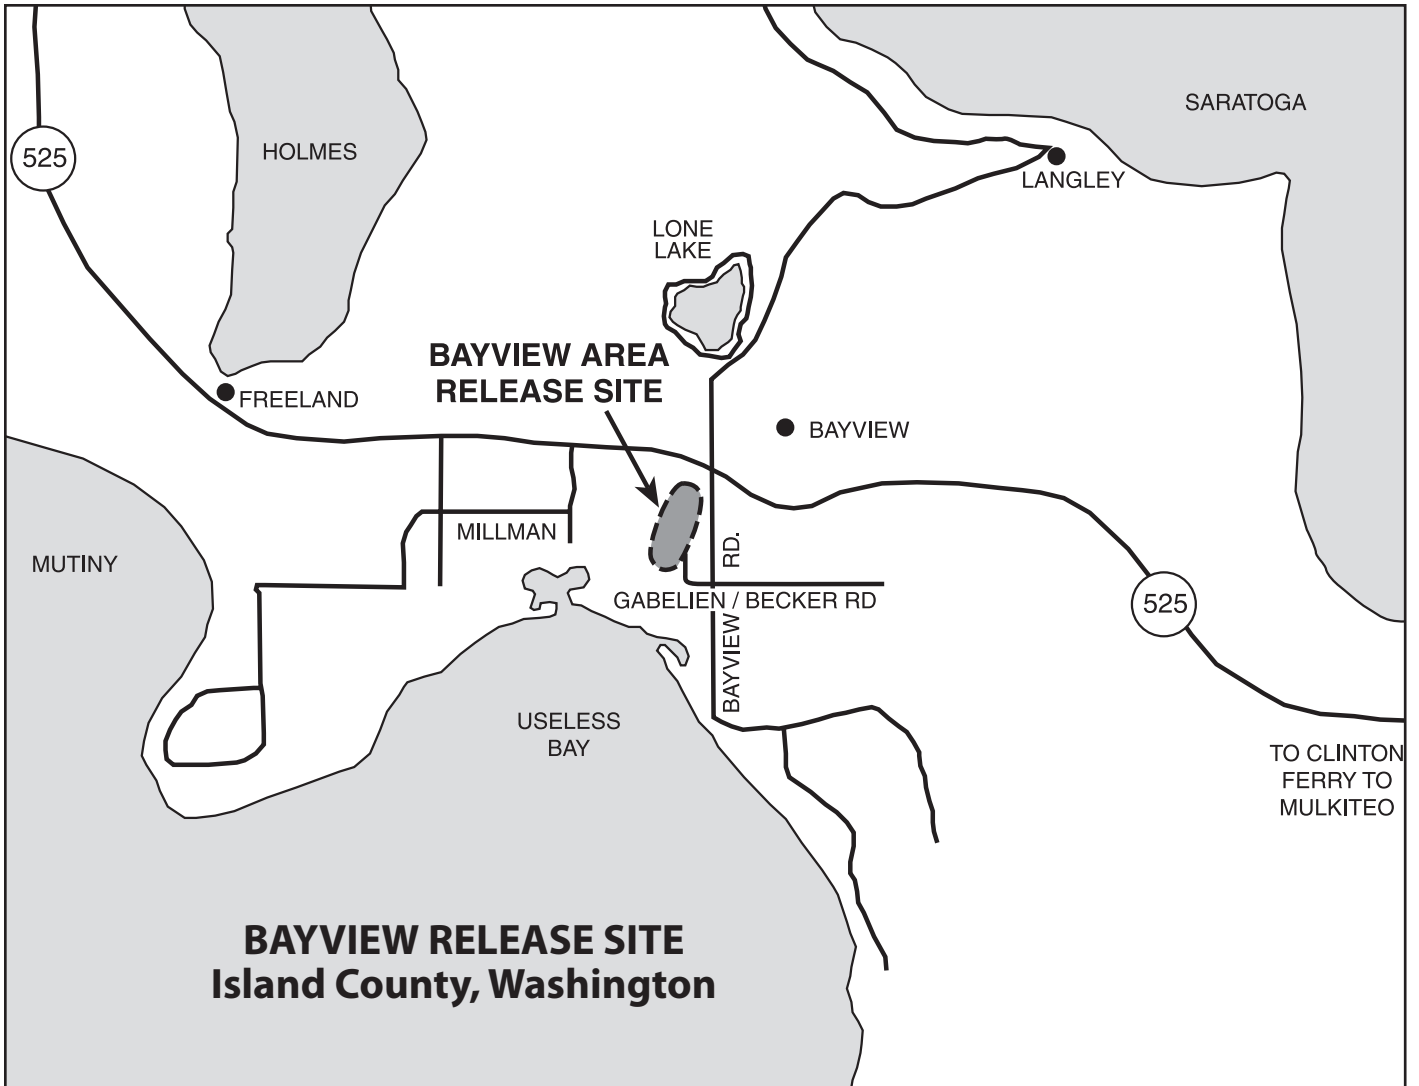 SARATOGA
525
HOLMES
LANGLEY
LONE
LAKE
BAYVIEW AREA
RELEASE SITE
FREELAND
BAYVIEW
MILLMAN
MUTINY
BAYVIEW RD.
GABELIEN / BECKER RD
525
USELESS
BAY
TO CLINTON
FERRY TO
MULKITEO
BAYVIEW RELEASE SITE
Island County, Washington